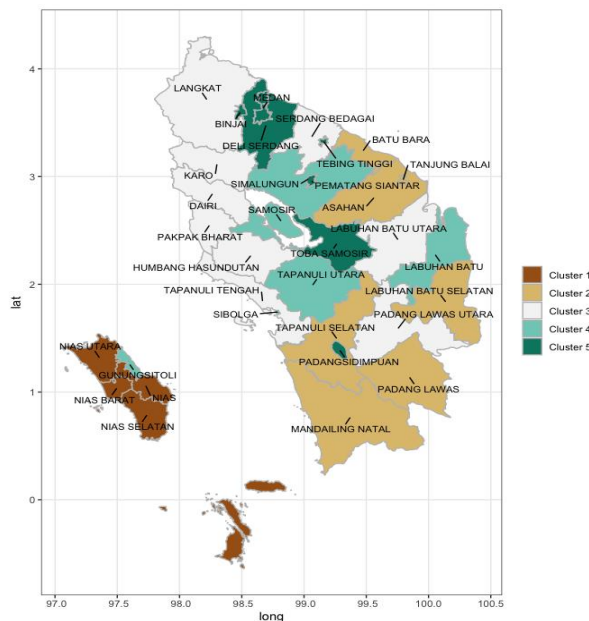 4
3
2
1
0
lat
97.0 97.5 98.0 98.5 99.0 99.5 100.0 100.5
long
LANGKAT
MEDAN
BINJAI
SERDANG BEDAGAI
DELI SERDANG
BATU BARA
TEBING TINGGI
TANJUNG BALAI
KARO
SIMALUNGUN
PEMATANG SIANTAR
DAIRI
SAMOSIR
ASAHAN
PAKPAK BHARAT
LABUHAN BATU UTARA
TOBA SAMOSIR
HUMBANG HASUNDUTAN
TAPANULI UTARA
LABUHAN BATU
TAPANULI TENGAH
LABUHAN BATU SELATAN
SIBOLGA
PADANG LAWAS UTARA
TAPANULI SELATAN
PADANGSIDIMPUAN
NIAS UTARA
GUNUNGSITOLI
NIAS BARAT
NIAS
PADANG LAWAS
NIAS SELATAN
MANDAILING NATAL
Cluster 1
Cluster 2
Cluster 3
Cluster 4
Cluster 5